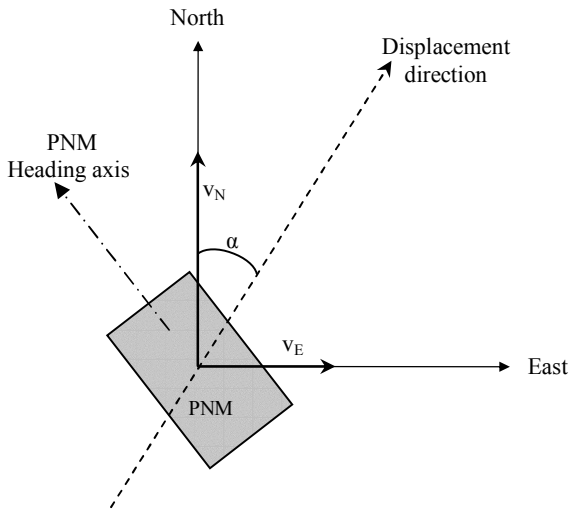 North
Displacement
direction
PNM
Heading axis
v_N
α
v_E
East
PNM